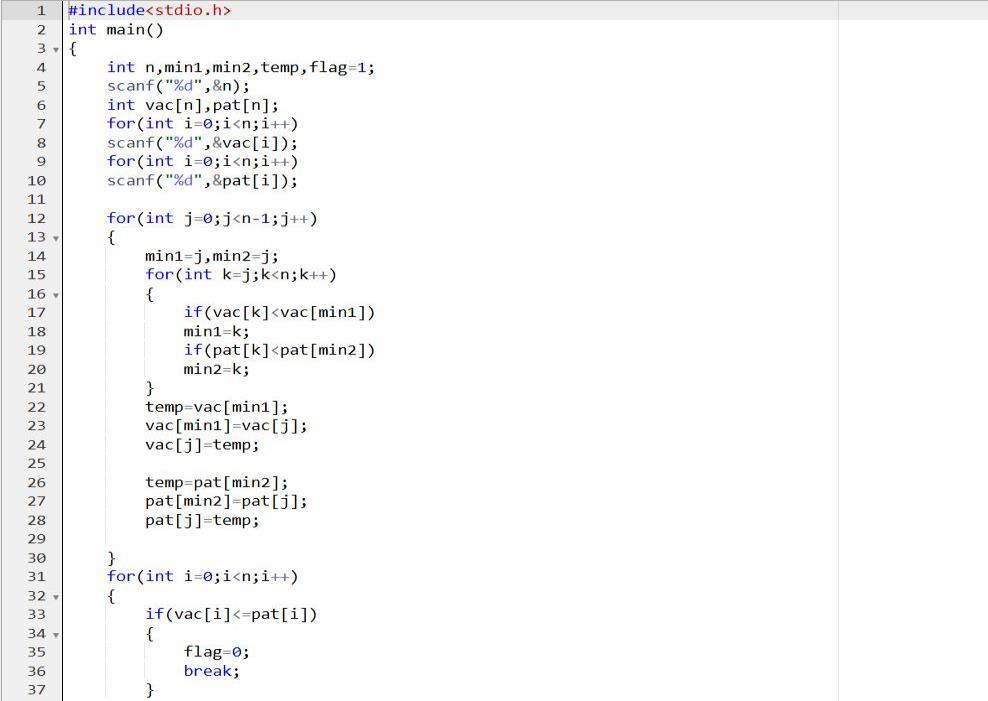 1 #include<stdio.h>
2 int main()
3 {
4 int n,min1,min2,temp,flag=1;
5 scanf("%d",&n);
6 int vac[n],pat[n];
7 for(int i=0;i<n;i++)
8 scanf("%d",&vac[i]);
9 for(int i=0;i<n;i++)
10 scanf("%d",&pat[i]);
11
12 for(int j=0;j<n-1;j++)
13 {
14 min1=j,min2=j;
15 for(int k=j;k<n;k++)
16 {
17 if(vac[k]<vac[min1])
18 min1=k;
19 if(pat[k]<pat[min2])
20 min2=k;
21 }
22 temp=vac[min1];
23 vac[min1]=vac[j];
24 vac[j]=temp;
25
26 temp=pat[min2];
27 pat[min2]=pat[j];
28 pat[j]=temp;
29
30 }
31 for(int i=0;i<n;i++)
32 {
33 if(vac[i]<=pat[i])
34 {
35 flag=0;
36 break;
37 }